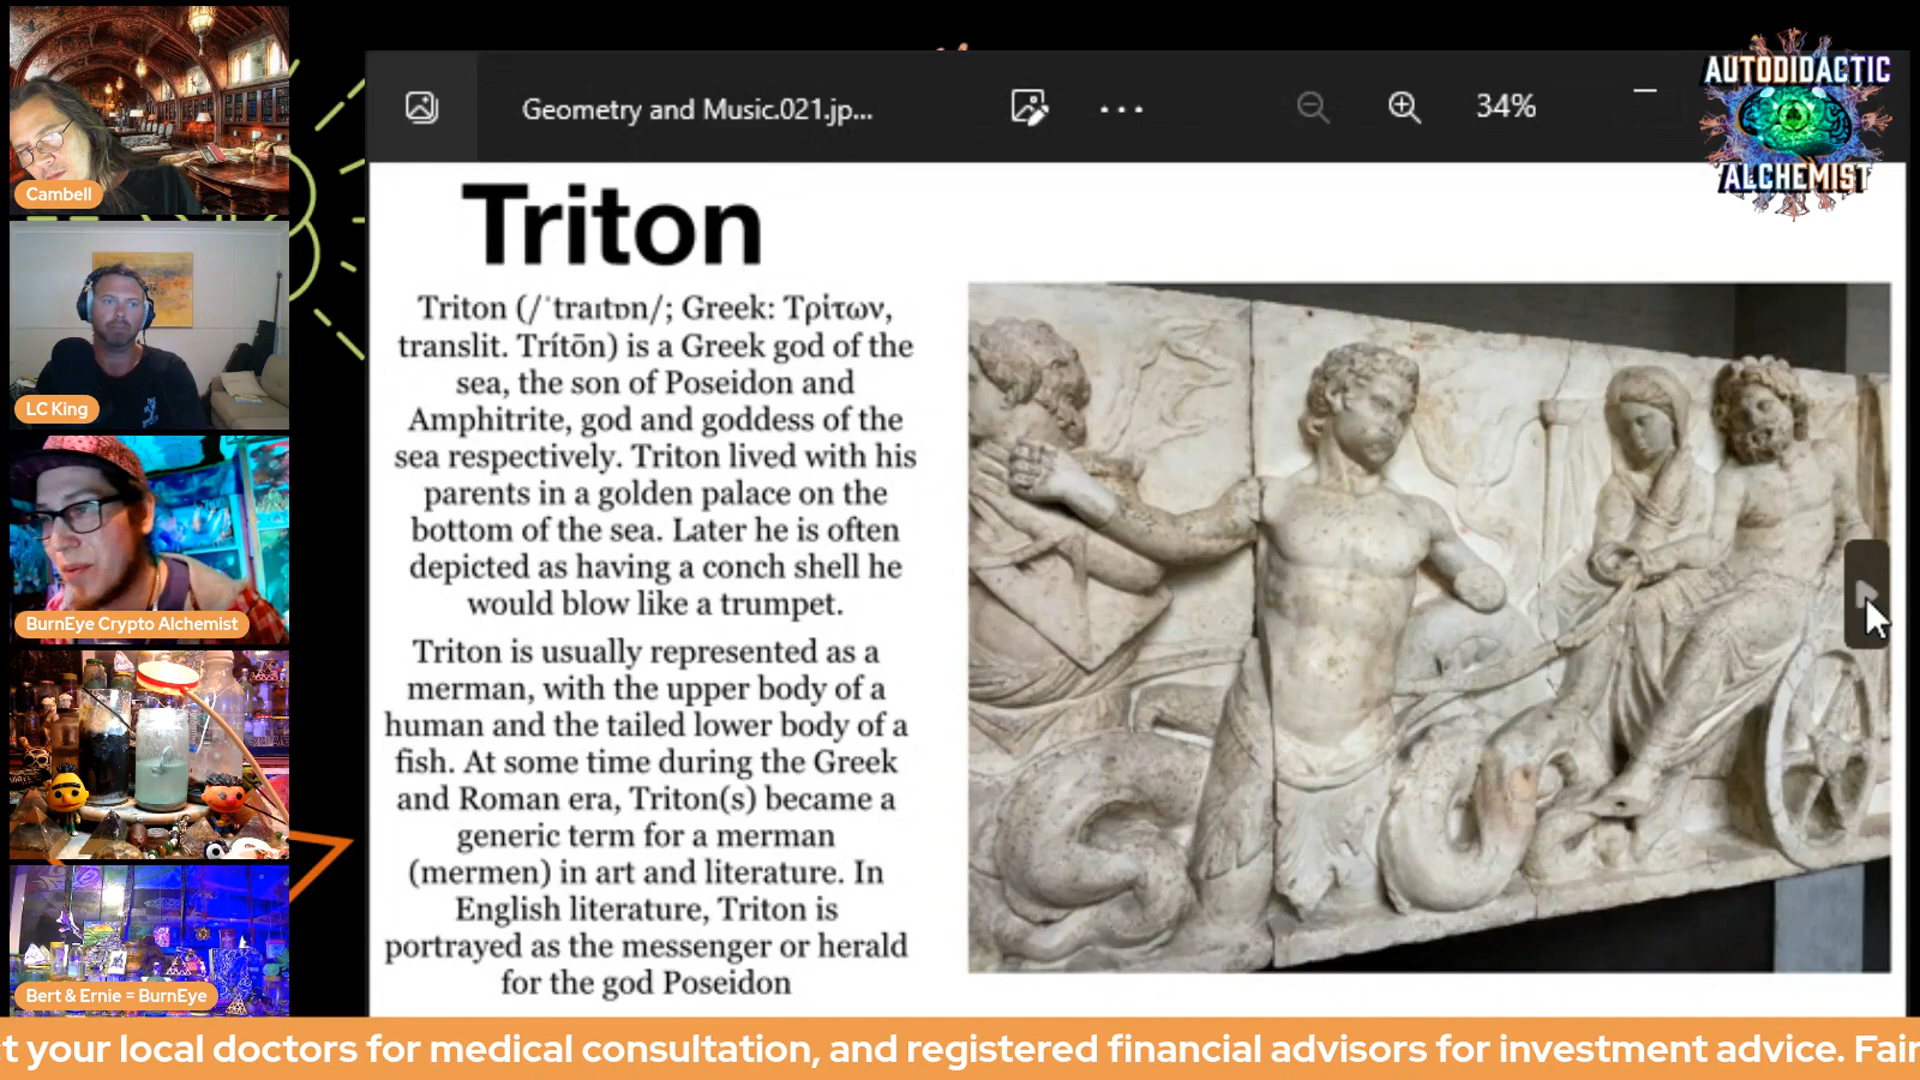 Cambell
LC King
BurnEye Crypto Alchemist
Bert & Ernie = BurnEye
Geometry and Music.021.jp...
34%
AUTODIDACTIC
ALCHEMIST
Triton
Triton (/ˈtraɪtɒn/; Greek: Τρίτων,
translit. Trítōn) is a Greek god of the
sea, the son of Poseidon and
Amphitrite, god and goddess of the
sea respectively. Triton lived with his
parents in a golden palace on the
bottom of the sea. Later he is often
depicted as having a conch shell he
would blow like a trumpet.
Triton is usually represented as a
merman, with the upper body of a
human and the tailed lower body of a
fish. At some time during the Greek
and Roman era, Triton(s) became a
generic term for a merman
(mermen) in art and literature. In
English literature, Triton is
portrayed as the messenger or herald
for the god Poseidon
t your local doctors for medical consultation, and registered financial advisors for investment advice. Fair